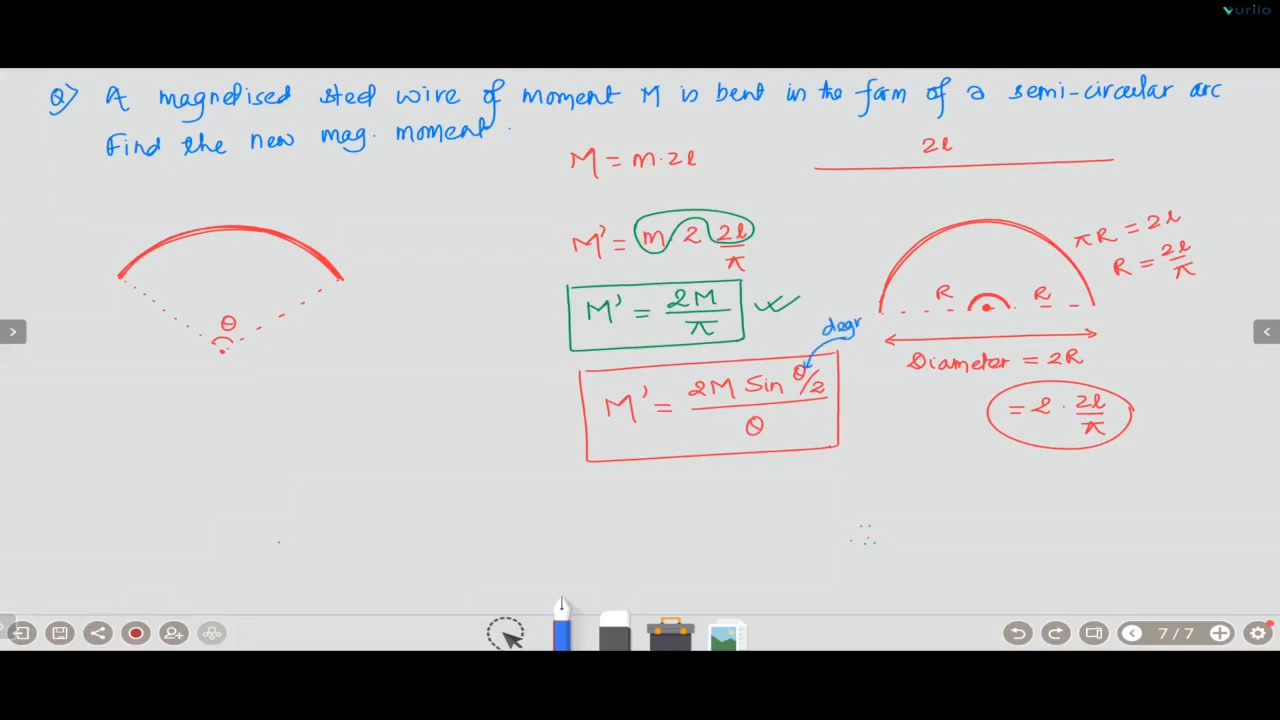 Vurilo
Q) A magnetised steel wire of moment M is bent in the form of a semi-circular arc
Find the new mag. moment.
M = m·2l
2l
M' = m 2 2l/π
πR = 2l
R = 2l/π
M' = 2M/π
R R
θ
degr
Diameter = 2R
M' = 2M Sin θ/2 / θ
= 2 · 2l/π
7/7